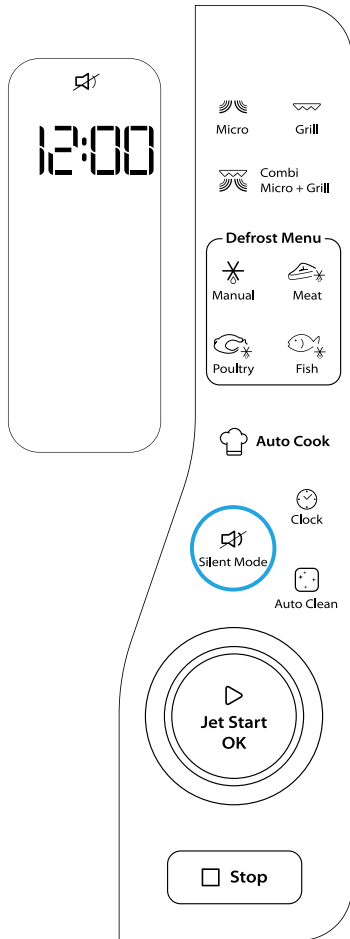 12:00
Micro Grill
Combi
Micro + Grill
Defrost Menu
Manual Meat
Poultry Fish
Auto Cook
Clock
Silent Mode
Auto Clean
Jet Start
OK
Stop